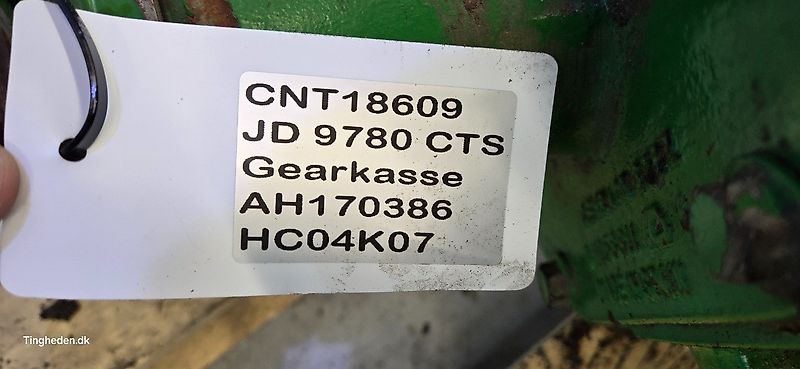 CNT18609
JD 9780 CTS
Gearkasse
AH170386
HC04K07
Tingheden.dk